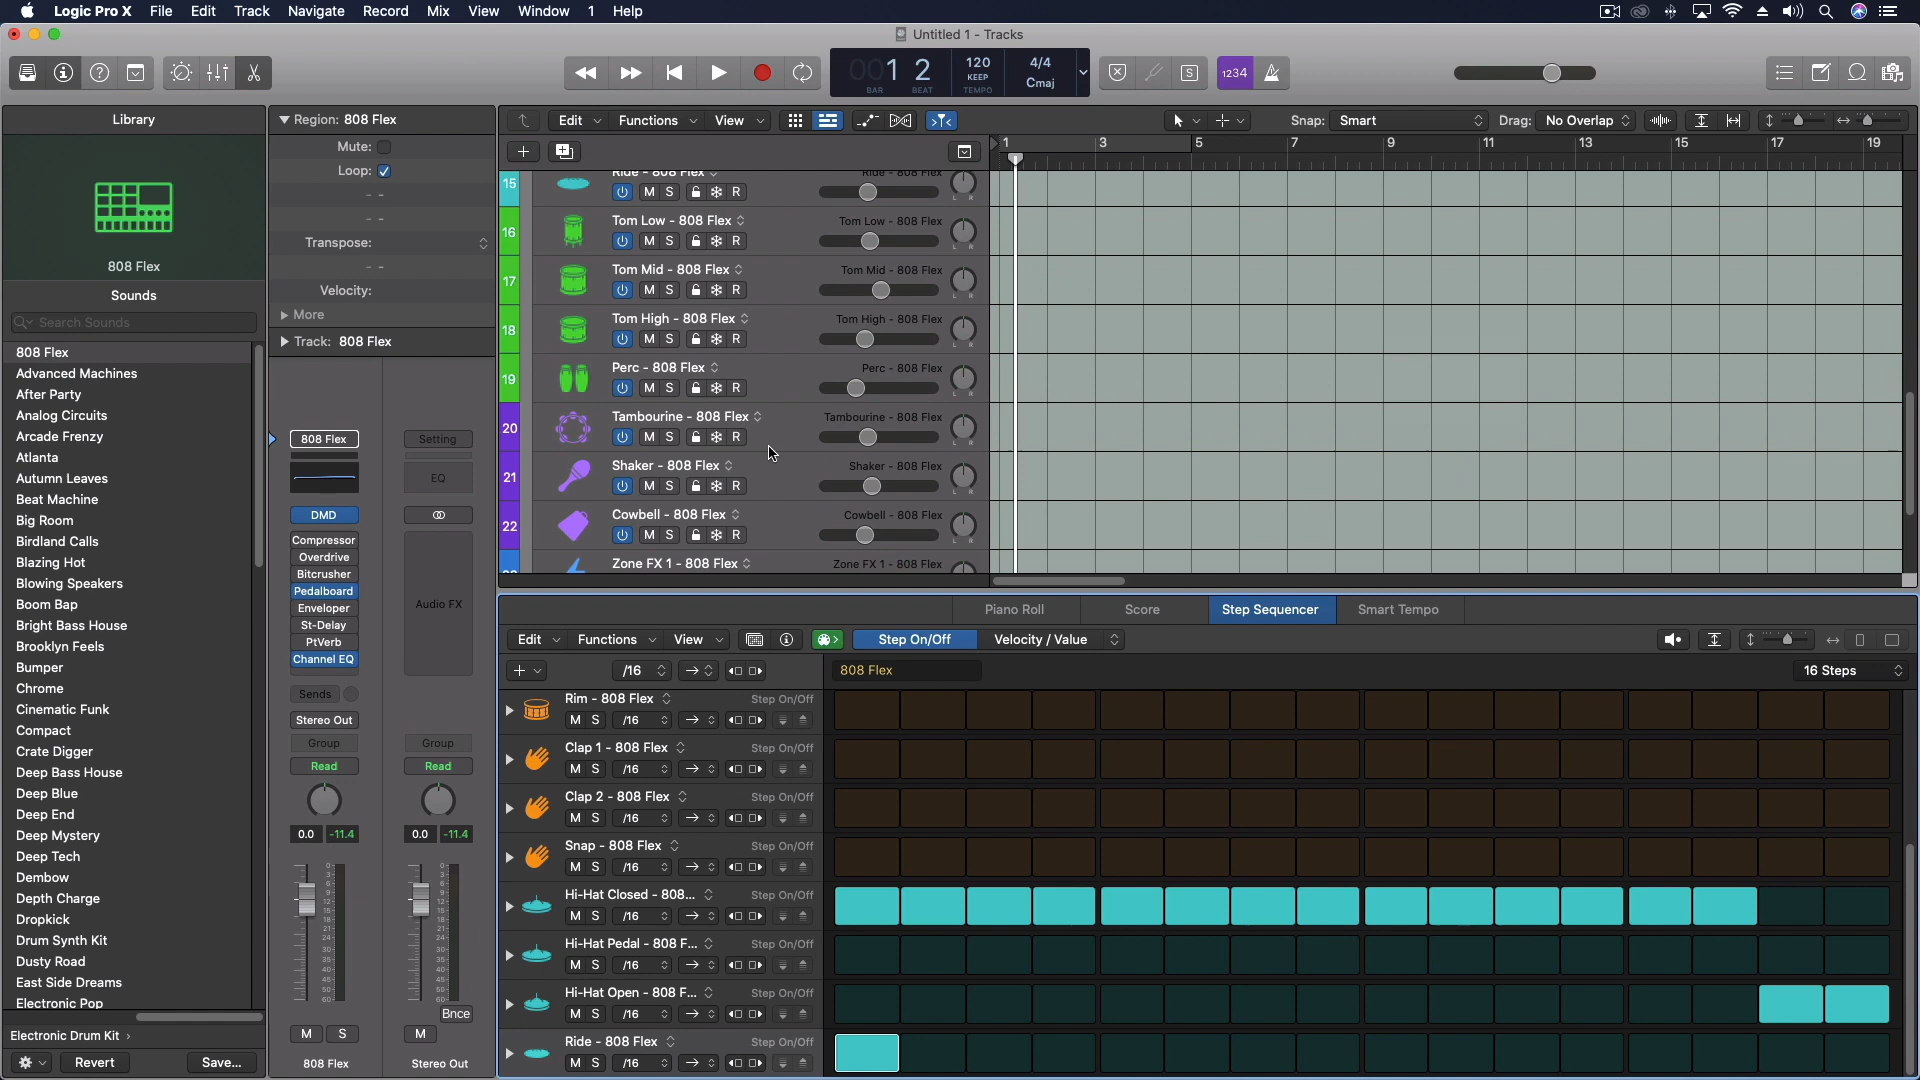 Logic Pro X File Edit Track Navigate Record Mix View Window 1 Help
Untitled 1 - Tracks
001 2
BAR BEAT
120
KEEP
TEMPO
4/4
Cmaj
S
1234
Library
808 Flex
Sounds
Search Sounds
808 Flex
Advanced Machines
After Party
Analog Circuits
Arcade Frenzy
Atlanta
Autumn Leaves
Beat Machine
Big Room
Birdland Calls
Blazing Hot
Blowing Speakers
Boom Bap
Bright Bass House
Brooklyn Feels
Bumper
Chrome
Cinematic Funk
Compact
Crate Digger
Deep Bass House
Deep Blue
Deep End
Deep Mystery
Deep Tech
Dembow
Depth Charge
Dropkick
Drum Synth Kit
Dusty Road
East Side Dreams
Electronic Pop
Electronic Drum Kit
Revert Save...
Region: 808 Flex
Mute:
Loop:
Transpose:
Velocity:
More
Track: 808 Flex
808 Flex
DMD
Compressor
Overdrive
Bitcrusher
Pedalboard
Enveloper
St-Delay
PtVerb
Channel EQ
Sends
Stereo Out
Group
Read
0.0 -11.4
M S
808 Flex
Setting
EQ
Audio FX
Group
Read
0.0 -11.4
Bnce
M
Stereo Out
Edit Functions View
Snap: Smart
Drag: No Overlap
1 3 5 7 9 11 13 15 17 19
15 Ride - 808 Flex Ride - 808 Flex
M S R
16 Tom Low - 808 Flex Tom Low - 808 Flex
M S R
17 Tom Mid - 808 Flex Tom Mid - 808 Flex
M S R
18 Tom High - 808 Flex Tom High - 808 Flex
M S R
19 Perc - 808 Flex Perc - 808 Flex
M S R
20 Tambourine - 808 Flex Tambourine - 808 Flex
M S R
21 Shaker - 808 Flex Shaker - 808 Flex
M S R
22 Cowbell - 808 Flex Cowbell - 808 Flex
M S R
Zone FX 1 - 808 Flex Zone FX 1 - 808 Flex
Piano Roll Score Step Sequencer Smart Tempo
Edit Functions View Step On/Off Velocity / Value
/16 808 Flex 16 Steps
Rim - 808 Flex Step On/Off
M S /16
Clap 1 - 808 Flex Step On/Off
M S /16
Clap 2 - 808 Flex Step On/Off
M S /16
Snap - 808 Flex Step On/Off
M S /16
Hi-Hat Closed - 808... Step On/Off
M S /16
Hi-Hat Pedal - 808 F... Step On/Off
M S /16
Hi-Hat Open - 808 F... Step On/Off
M S /16
Ride - 808 Flex Step On/Off
M S /16